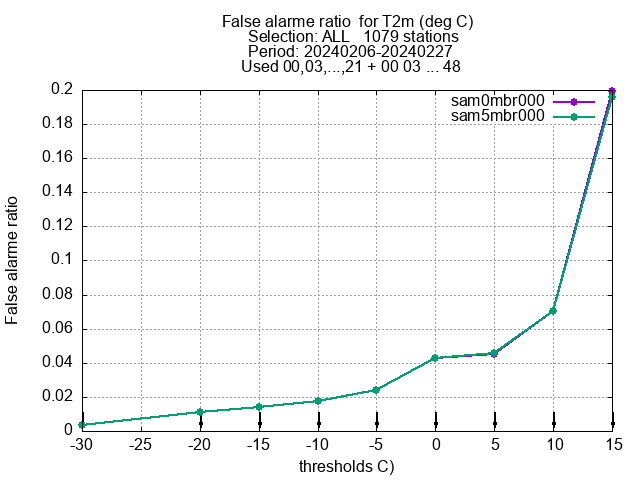 False alarme ratio  for T2m (deg C)
Selection: ALL   1079 stations
Period: 20240206-20240227
Used 00,03,...,21 + 00 03 ... 48
sam0mbr000
sam5mbr000
0.2
0.18
0.16
0.14
0.12
0.1
0.08
0.06
0.04
0.02
0
False alarme ratio
-30 -25 -20 -15 -10 -5 0 5 10 15
thresholds C)